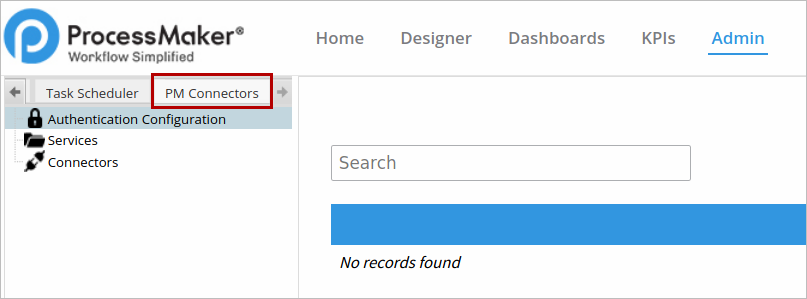 ProcessMaker®
Workflow Simplified
Home Designer Dashboards KPIs Admin
Task Scheduler PM Connectors
Authentication Configuration
Services
Connectors
Search
No records found